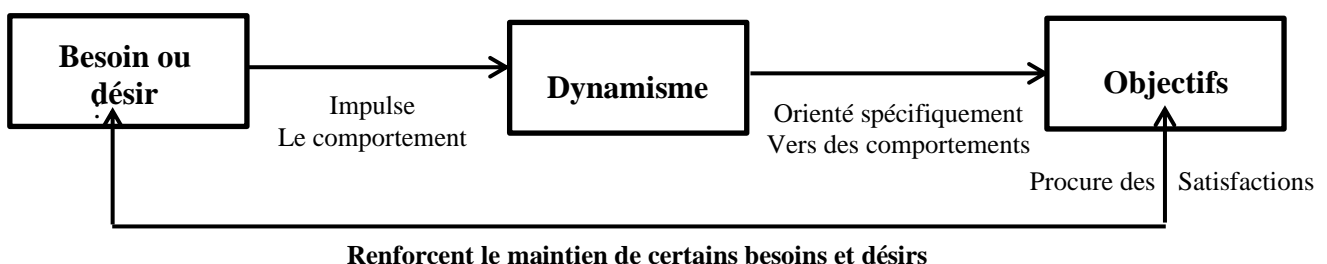 Besoin ou
désir
Impulse
Le comportement
Dynamisme
Orienté spécifiquement
Vers des comportements
Objectifs
Procure des Satisfactions
Renforcent le maintien de certains besoins et désirs